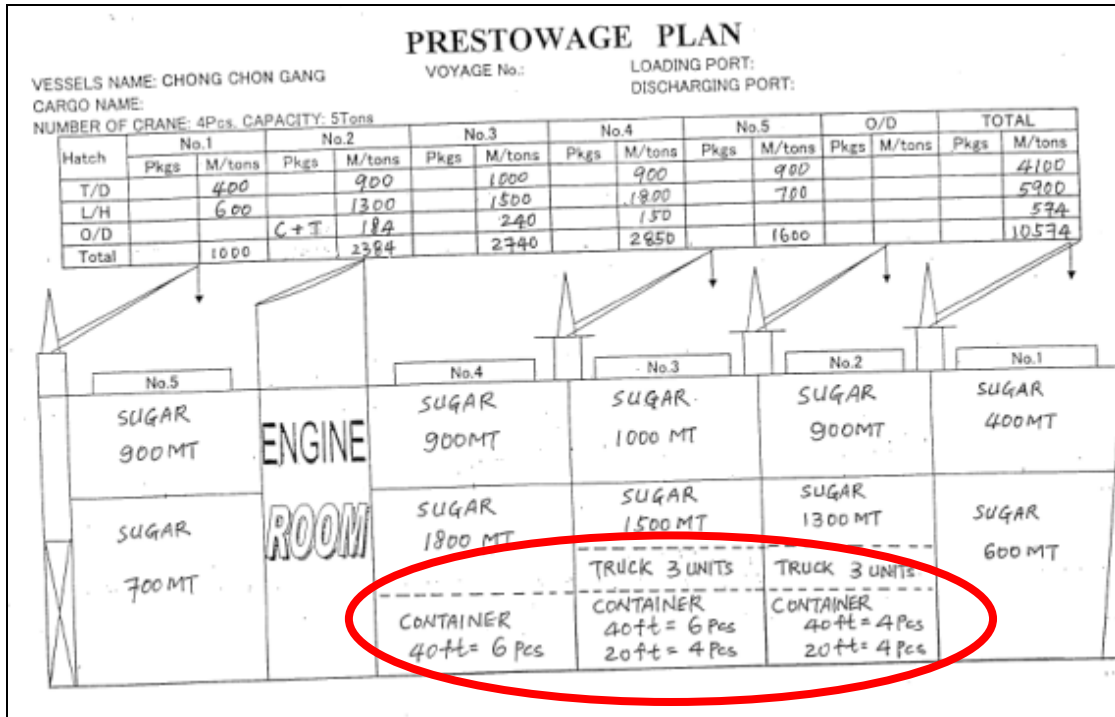 PRESTOWAGE PLAN
VESSELS NAME: CHONG CHON GANG VOYAGE No.: LOADING PORT:
CARGO NAME: DISCHARGING PORT:
NUMBER OF CRANE: 4Pcs. CAPACITY: 5Tons
Hatch No.1 No.2 No.3 No.4 No.5 O/D TOTAL
Pkgs M/tons Pkgs M/tons Pkgs M/tons Pkgs M/tons Pkgs M/tons Pkgs M/tons Pkgs M/tons
T/D 400 900 1000 900 900 4100
L/H 600 1300 1500 1800 700 5900
O/D C+T 184 240 150 574
Total 1000 2384 2740 2850 1600 10574
No.5 No.4 No.3 No.2 No.1
SUGAR SUGAR SUGAR SUGAR SUGAR
900MT ENGINE 900MT 1000 MT 900MT 400MT
SUGAR ROOM SUGAR SUGAR SUGAR SUGAR
700MT 1800 MT 1500 MT 1300MT 600MT
TRUCK 3 UNITS TRUCK 3 UNITS
CONTAINER CONTAINER CONTAINER
40ft= 6 Pcs 40ft= 6 Pcs 40ft= 4 Pcs
20ft= 4 Pcs 20ft= 4 Pcs